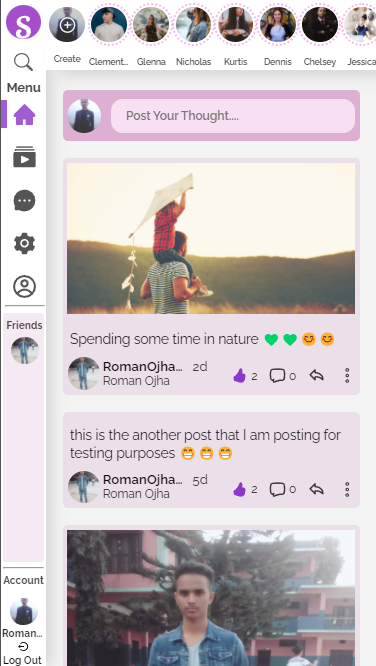 S
Create
Clement...
Glenna
Nicholas
Kurtis
Dennis
Chelsey
Jessica
Menu
Post Your Thought....
Spending some time in nature 💚 💚 😊 😊
RomanOjha... 2d
Roman Ojha
2
0
Friends
this is the another post that I am posting for
testing purposes 😁 😁 😁
RomanOjha... 5d
Roman Ojha
2
0
Account
Roman...
Log Out